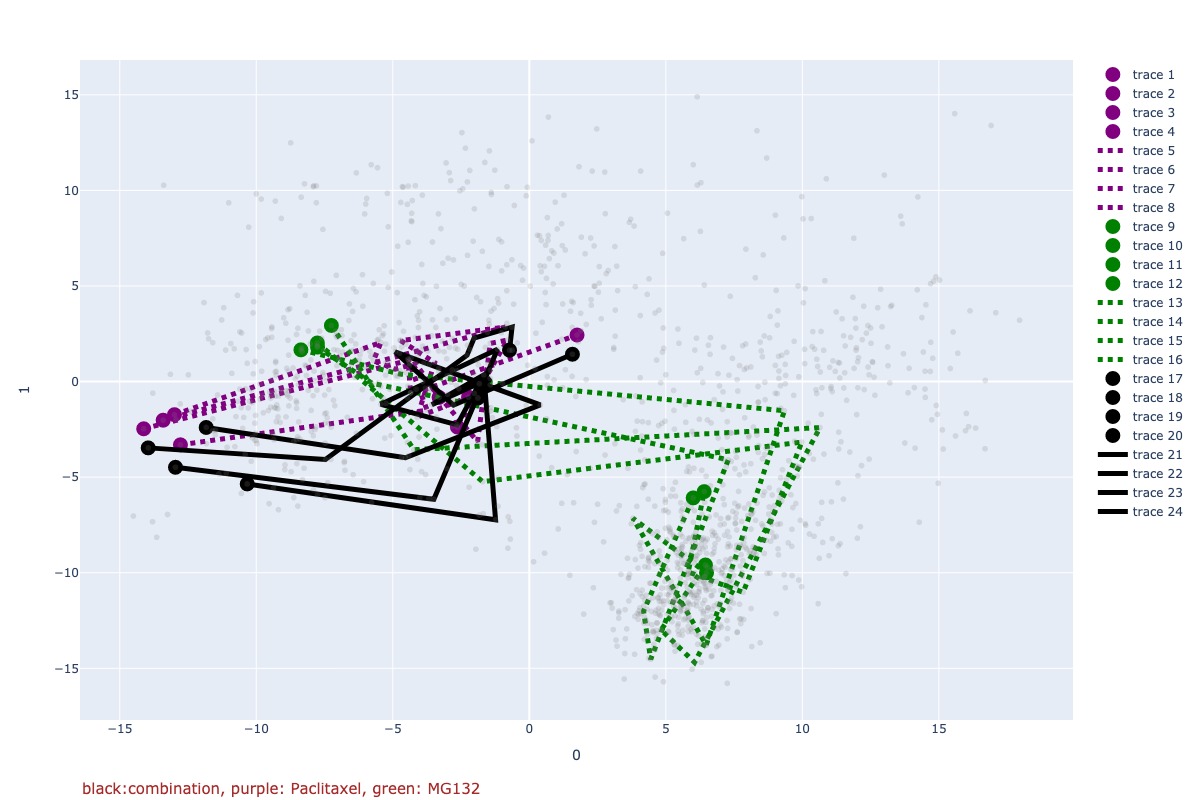 15
10
5
0
−5
−10
−15
1
−15
−10
−5
0
5
10
15
0
trace 1
trace 2
trace 3
trace 4
trace 5
trace 6
trace 7
trace 8
trace 9
trace 10
trace 11
trace 12
trace 13
trace 14
trace 15
trace 16
trace 17
trace 18
trace 19
trace 20
trace 21
trace 22
trace 23
trace 24
black:combination, purple: Paclitaxel, green: MG132